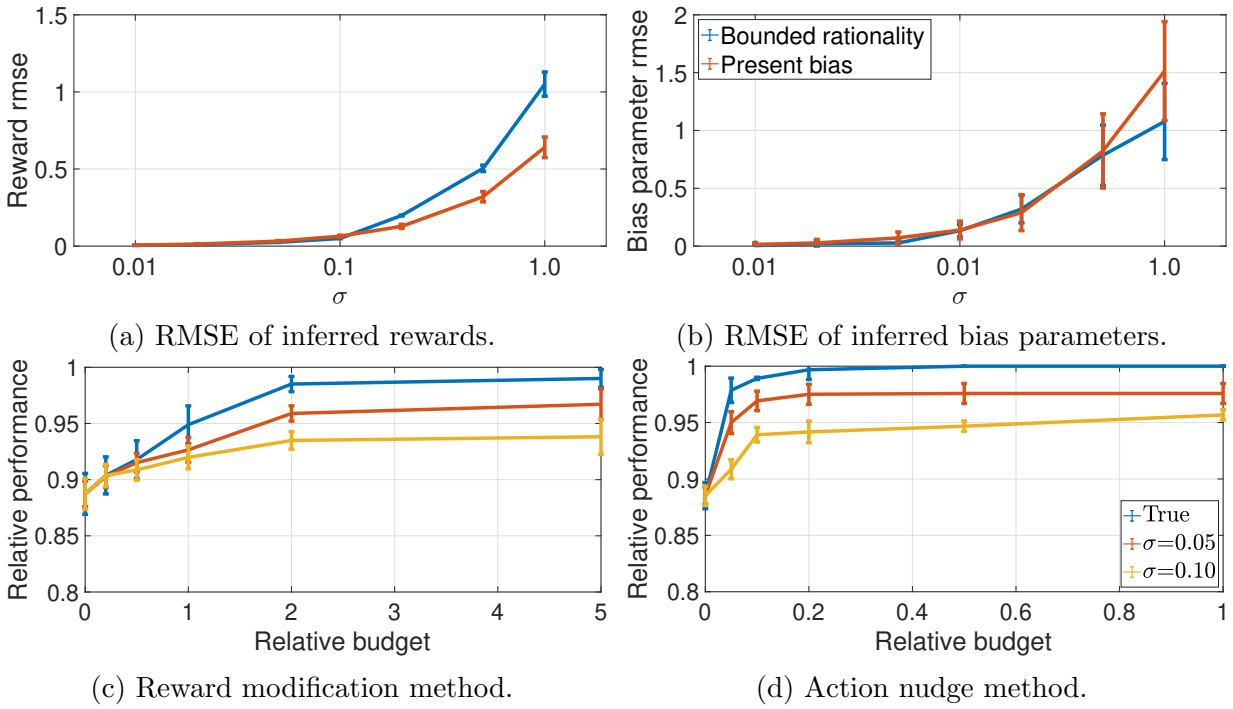 Reward rmse
1.5
1
0.5
0
0.01
0.1
1.0
σ
(a) RMSE of inferred rewards.
Bias parameter rmse
2
1.5
1
0.5
0
Bounded rationality
Present bias
0.01
0.01
1.0
σ
(b) RMSE of inferred bias parameters.
Relative performance
1
0.95
0.9
0.85
0.8
0
1
2
3
4
5
Relative budget
(c) Reward modification method.
Relative performance
1
0.95
0.9
0.85
0.8
True
σ=0.05
σ=0.10
0
0.2
0.4
0.6
0.8
1
Relative budget
(d) Action nudge method.